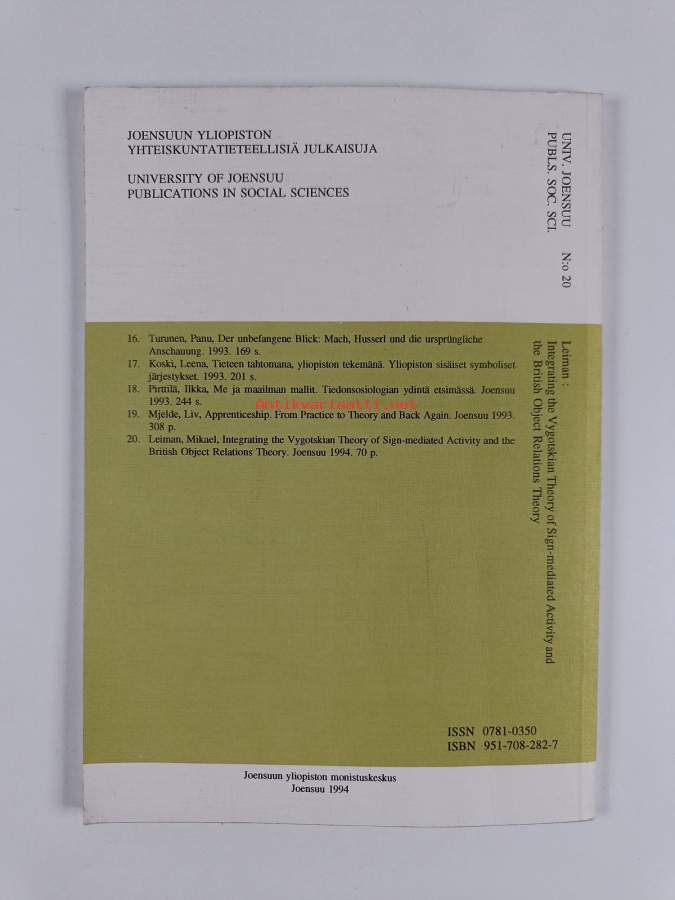 JOENSUUN YLIOPISTON
YHTEISKUNTATIETEELLISIÄ JULKAISUJA
UNIVERSITY OF JOENSUU
PUBLICATIONS IN SOCIAL SCIENCES
UNIV. JOENSUU N:o 20
PUBLS. SOC. SCI.
16. Turunen, Panu, Der unbefangene Blick: Mach, Husserl und die ursprüngliche
Anschauung. 1993. 169 s.
17. Koski, Leena, Tieteen tahtomana, yliopiston tekemänä. Yliopiston sisäiset symboliset
järjestykset. 1993. 201 s.
18. Pirttilä, Ilkka, Me ja maailman mallit. Tiedonsosiologian ydintä etsimässä. Joensuu
1993. 244 s.
Antikvariaatti.net
19. Mjelde, Liv, Apprenticeship. From Practice to Theory and Back Again. Joensuu 1993.
308 p.
20. Leiman, Mikael, Integrating the Vygotskian Theory of Sign-mediated Activity and the
British Object Relations Theory. Joensuu 1994. 70 p.
Leiman :
Integrating the Vygotskian Theory of Sign-mediated Activity and
the British Object Relations Theory
ISSN 0781-0350
ISBN 951-708-282-7
Joensuun yliopiston monistuskeskus
Joensuu 1994